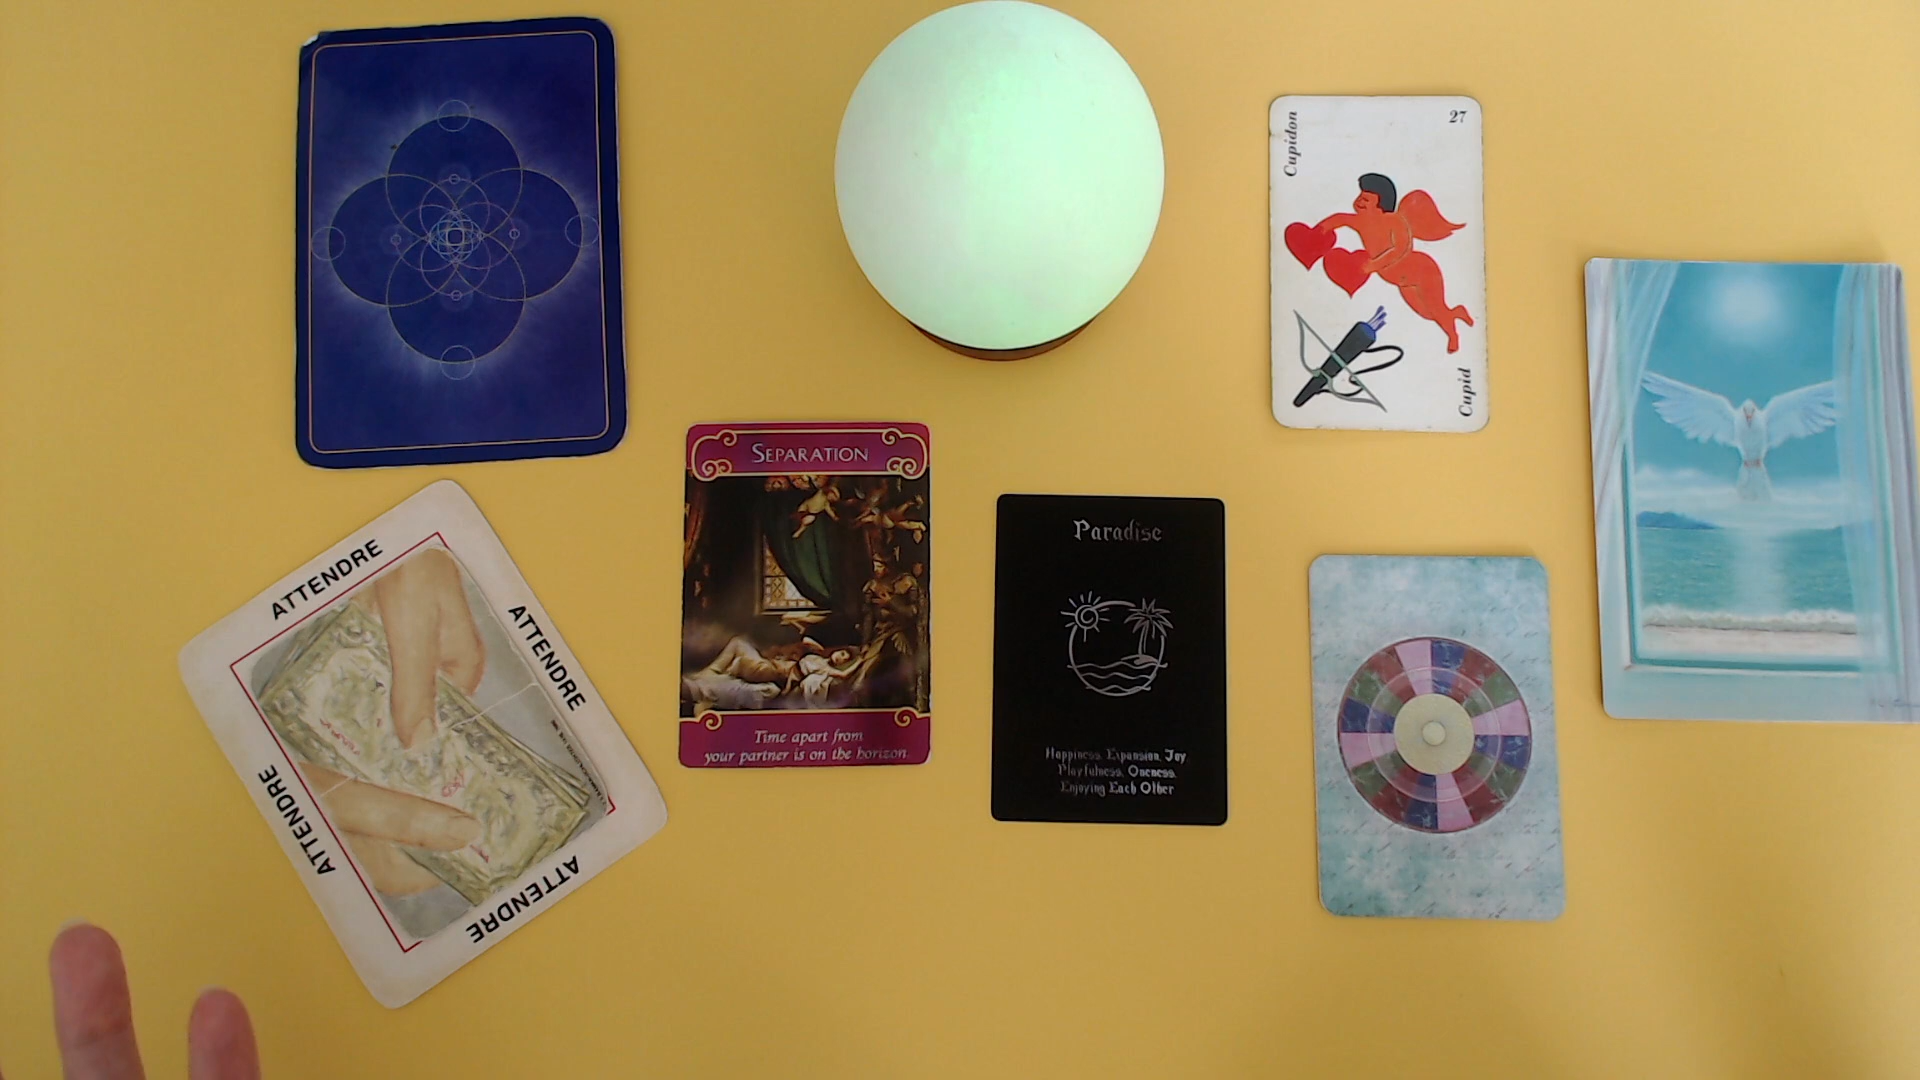 Cupidon
27
Cupid
SEPARATION
Time apart from
your partner is on the horizon.
Paradise
Happiness, Expansion, Joy
Playfulness, Oneness,
Enjoying Each Other
ATTENDRE
ATTENDRE
ATTENDRE
ATTENDRE